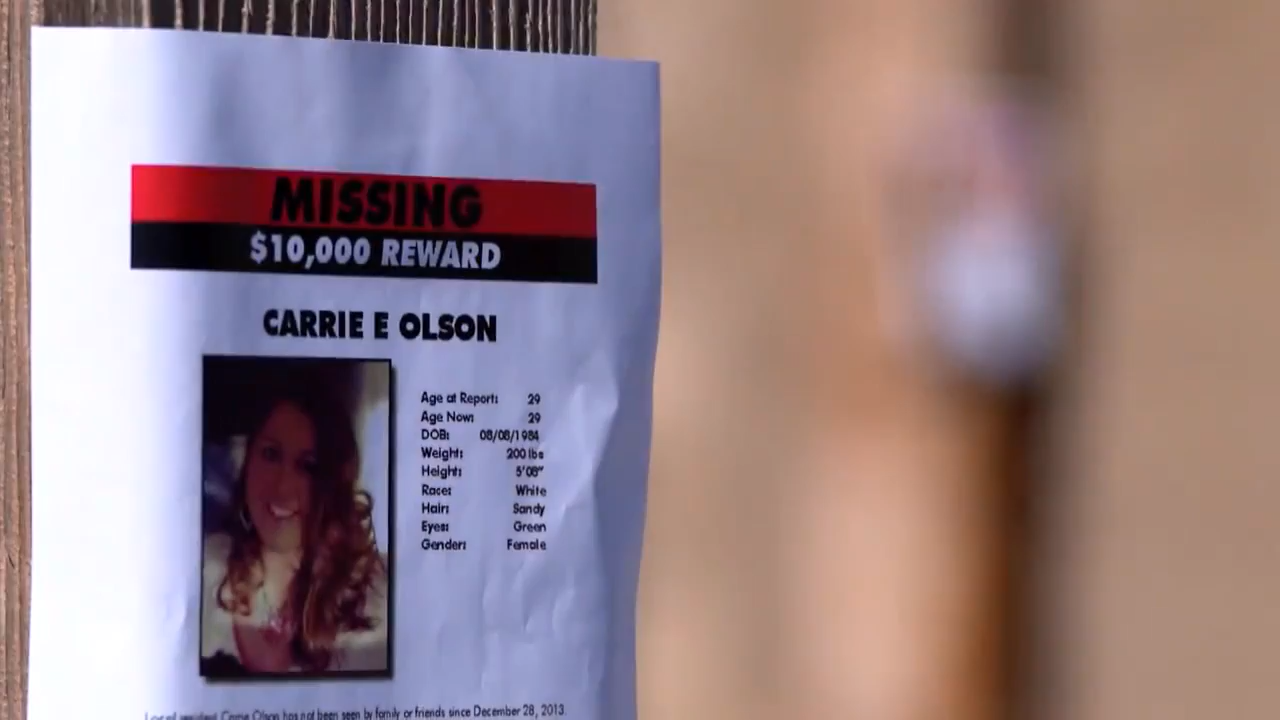 MISSING
$10,000 REWARD
CARRIE E OLSON
Age at Report: 29
Age Now: 29
DOB: 08/08/1984
Weight: 200 lbs
Height: 5'08"
Race: White
Hair: Sandy
Eyes: Green
Gender: Female
Local resident Carrie Olson has not been seen by family or friends since December 28, 2013.